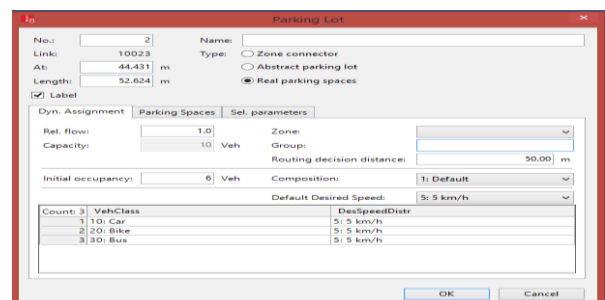 Parking Lot
No.: 2 Name:
Link: 10023 Type: Zone connector
At: 44.431 m Abstract parking lot
Length: 52.624 m Real parking spaces
Label
Dyn. Assignment Parking Spaces Sel. parameters
Rel. flow: 1.0 Zone:
Capacity: 10 Veh Group:
Routing decision distance: 50.00 m
Initial occupancy: 6 Veh Composition: 1: Default
Default Desired Speed: 5: 5 km/h
Count: 3 VehClass DesSpeedDistr
1 10: Car 5: 5 km/h
2 20: Bike 5: 5 km/h
3 30: Bus 5: 5 km/h
OK Cancel